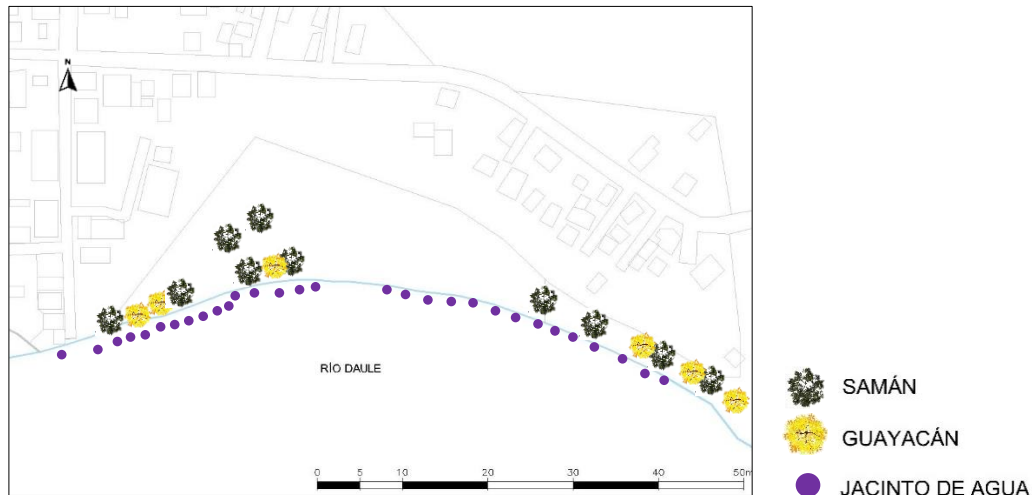 N
RÍO DAULE
0 5 10 20 30 40 50m
SAMÁN
GUAYACÁN
JACINTO DE AGUA